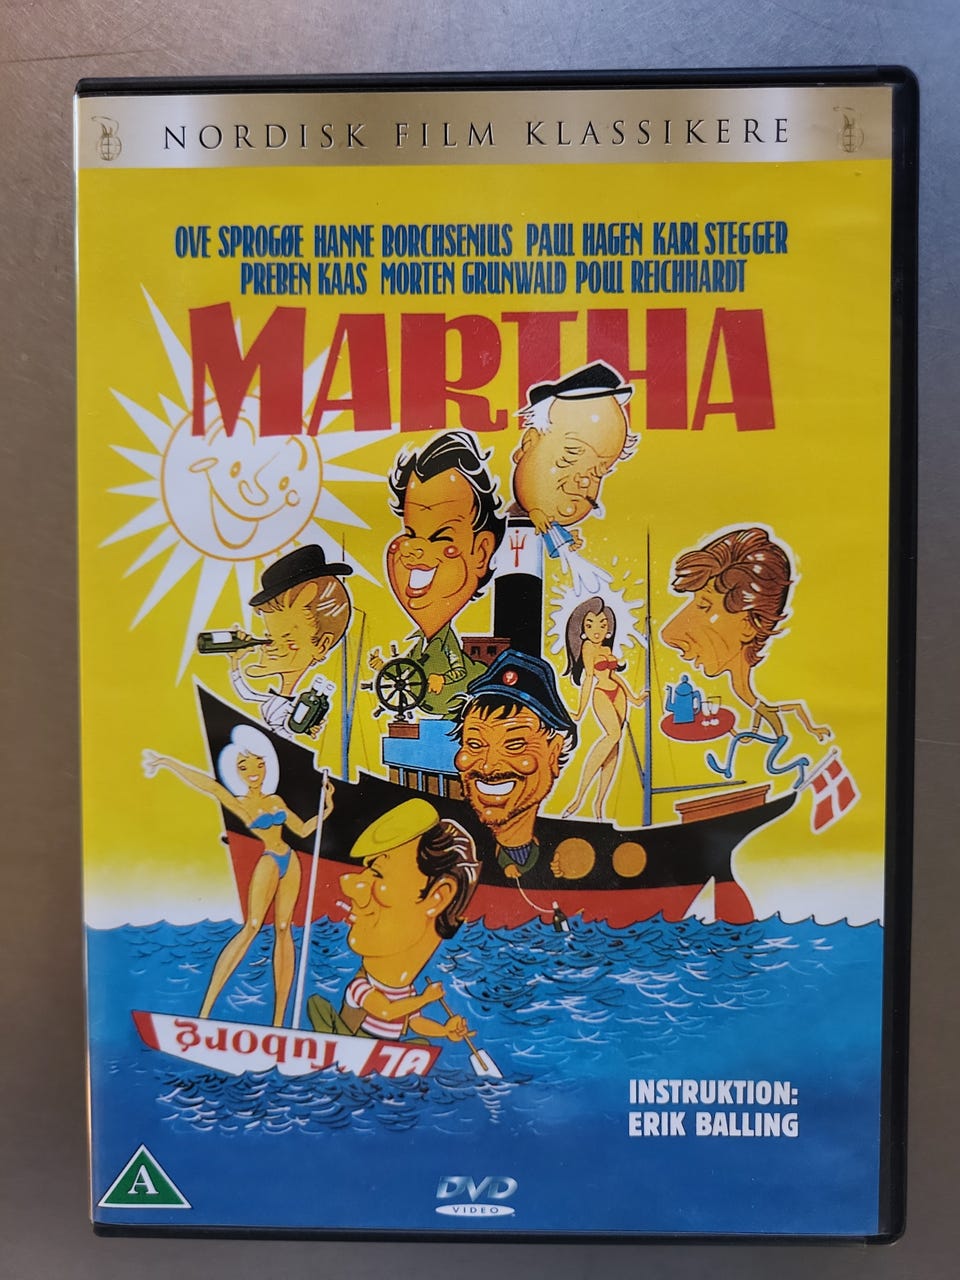 NORDISK FILM KLASSIKERE
OVE SPROGØE HANNE BORCHSENIUS PAUL HAGEN KARL STEGGER
PREBEN KAAS MORTEN GRUNWALD POUL REICHHARDT
MARTHA
Tuborg
ØL
INSTRUKTION:
ERIK BALLING
A
DVD
VIDEO